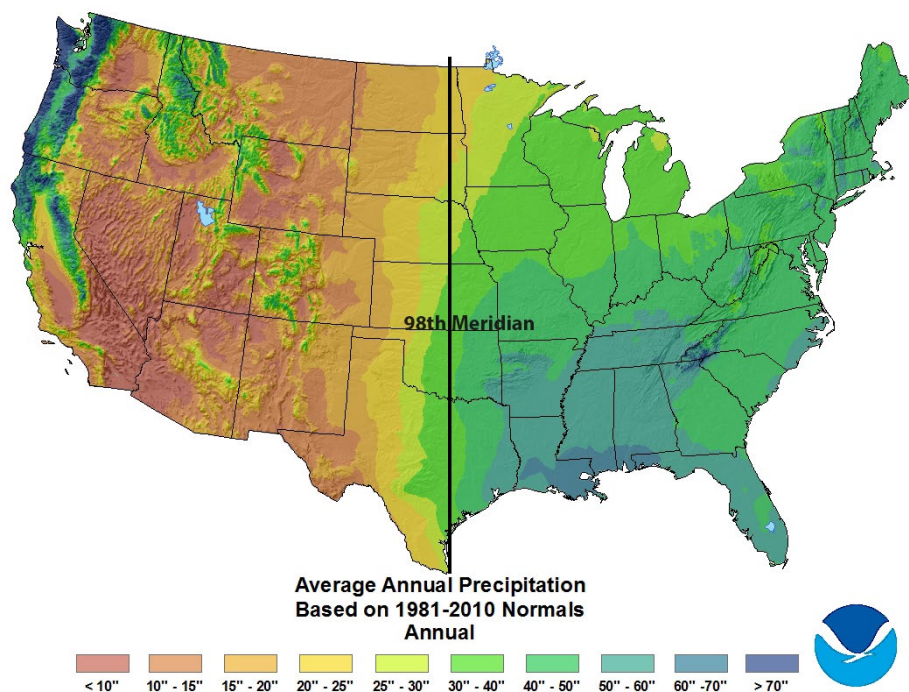 98th Meridian
Average Annual Precipitation
Based on 1981-2010 Normals
Annual
< 10" 10" - 15" 15" - 20" 20" - 25" 25" - 30" 30" - 40" 40" - 50" 50" - 60" 60" -70" > 70"